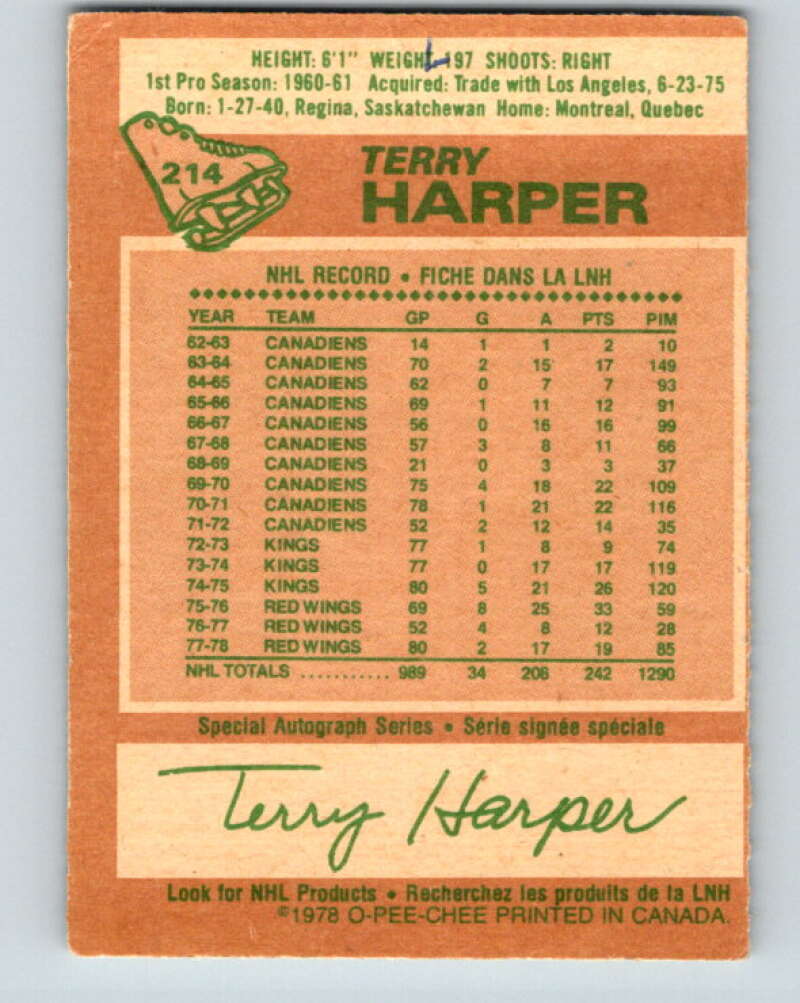 HEIGHT: 6'1" WEIGHT 197 SHOOTS: RIGHT
1st Pro Season: 1960-61 Acquired: Trade with Los Angeles, 6-23-75
Born: 1-27-40, Regina, Saskatchewan Home: Montreal, Quebec
214
TERRY
HARPER
NHL RECORD • FICHE DANS LA LNH
YEAR TEAM GP G A PTS PIM
62-63 CANADIENS 14 1 1 2 10
63-64 CANADIENS 70 2 15 17 149
64-65 CANADIENS 62 0 7 7 93
65-66 CANADIENS 69 1 11 12 91
66-67 CANADIENS 56 0 16 16 99
67-68 CANADIENS 57 3 8 11 66
68-69 CANADIENS 21 0 3 3 37
69-70 CANADIENS 75 4 18 22 109
70-71 CANADIENS 78 1 21 22 116
71-72 CANADIENS 52 2 12 14 35
72-73 KINGS 77 1 8 9 74
73-74 KINGS 77 0 17 17 119
74-75 KINGS 80 5 21 26 120
75-76 RED WINGS 69 8 25 33 59
76-77 RED WINGS 52 4 8 12 28
77-78 RED WINGS 80 2 17 19 85
NHL TOTALS ........... 989 34 208 242 1290
Special Autograph Series • Série signée spéciale
Terry Harper
Look for NHL Products • Recherchez les produits de la LNH
©1978 O-PEE-CHEE PRINTED IN CANADA.